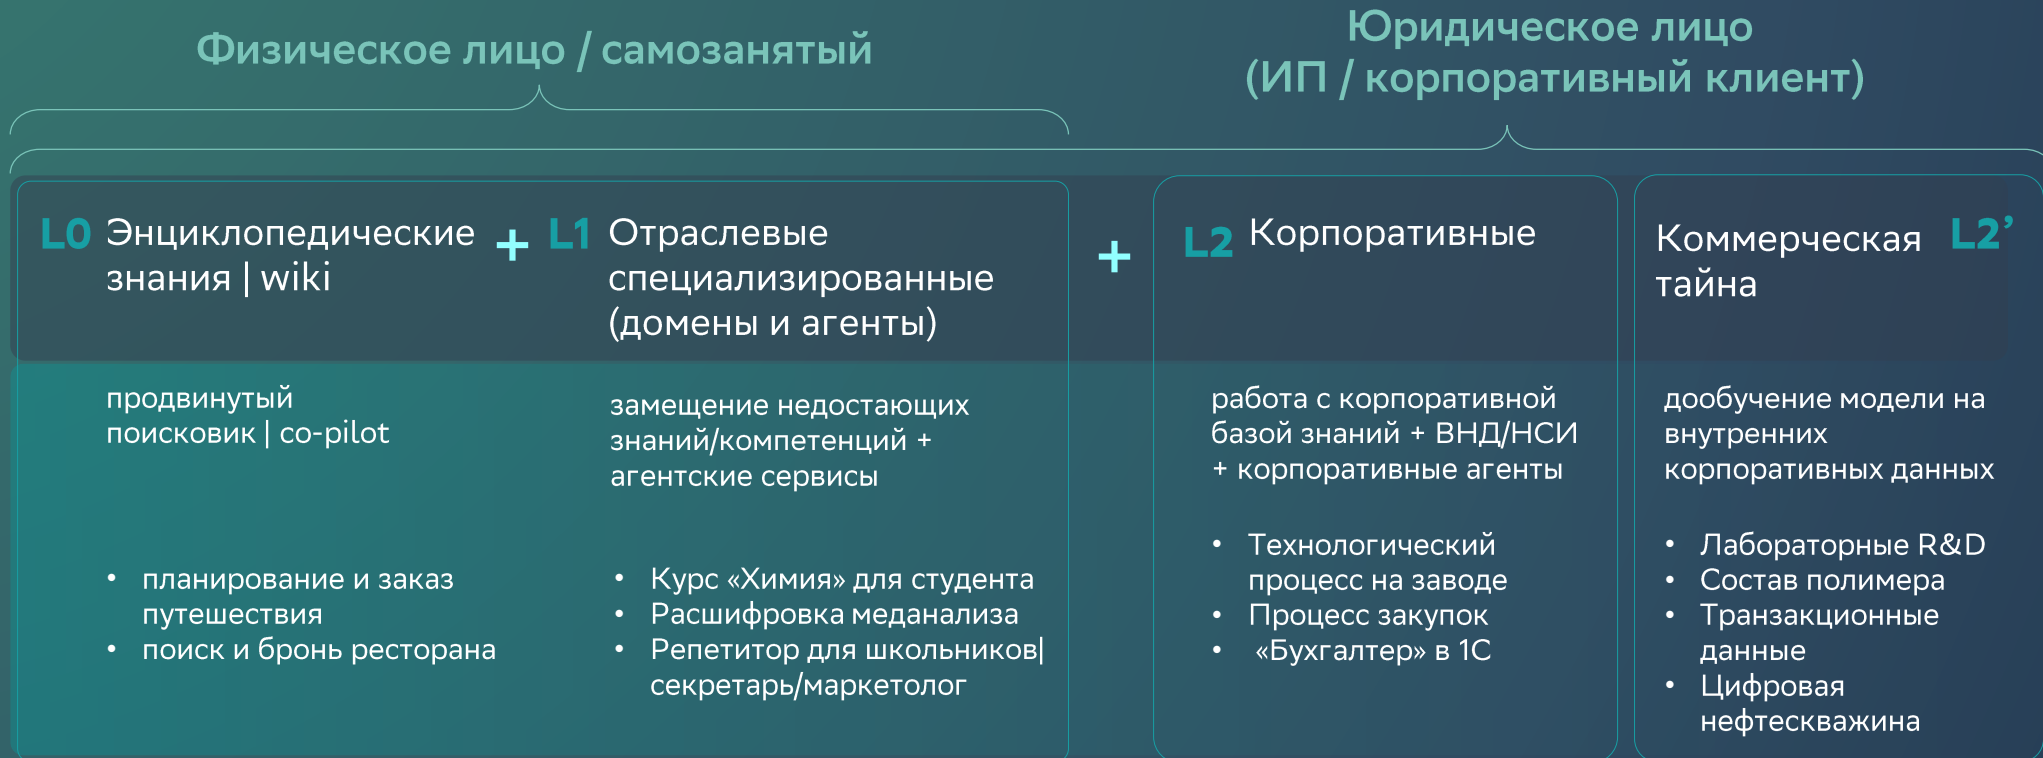 Физическое лицо / самозанятый
Юридическое лицо
(ИП / корпоративный клиент)
L0 Энциклопедические
знания | wiki
+
L1 Отраслевые
специализированные
(домены и агенты)
+
L2 Корпоративные
Коммерческая L2’
тайна
продвинутый
поисковик | co-pilot
замещение недостающих
знаний/компетенций +
агентские сервисы
работа с корпоративной
базой знаний + ВНД/НСИ
+ корпоративные агенты
дообучение модели на
внутренних
корпоративных данных
• планирование и заказ
путешествия
• поиск и бронь ресторана
• Курс «Химия» для студента
• Расшифровка меданализа
• Репетитор для школьников|
секретарь/маркетолог
• Технологический
процесс на заводе
• Процесс закупок
• «Бухгалтер» в 1С
• Лабораторные R&D
• Состав полимера
• Транзакционные
данные
• Цифровая
нефтескважина